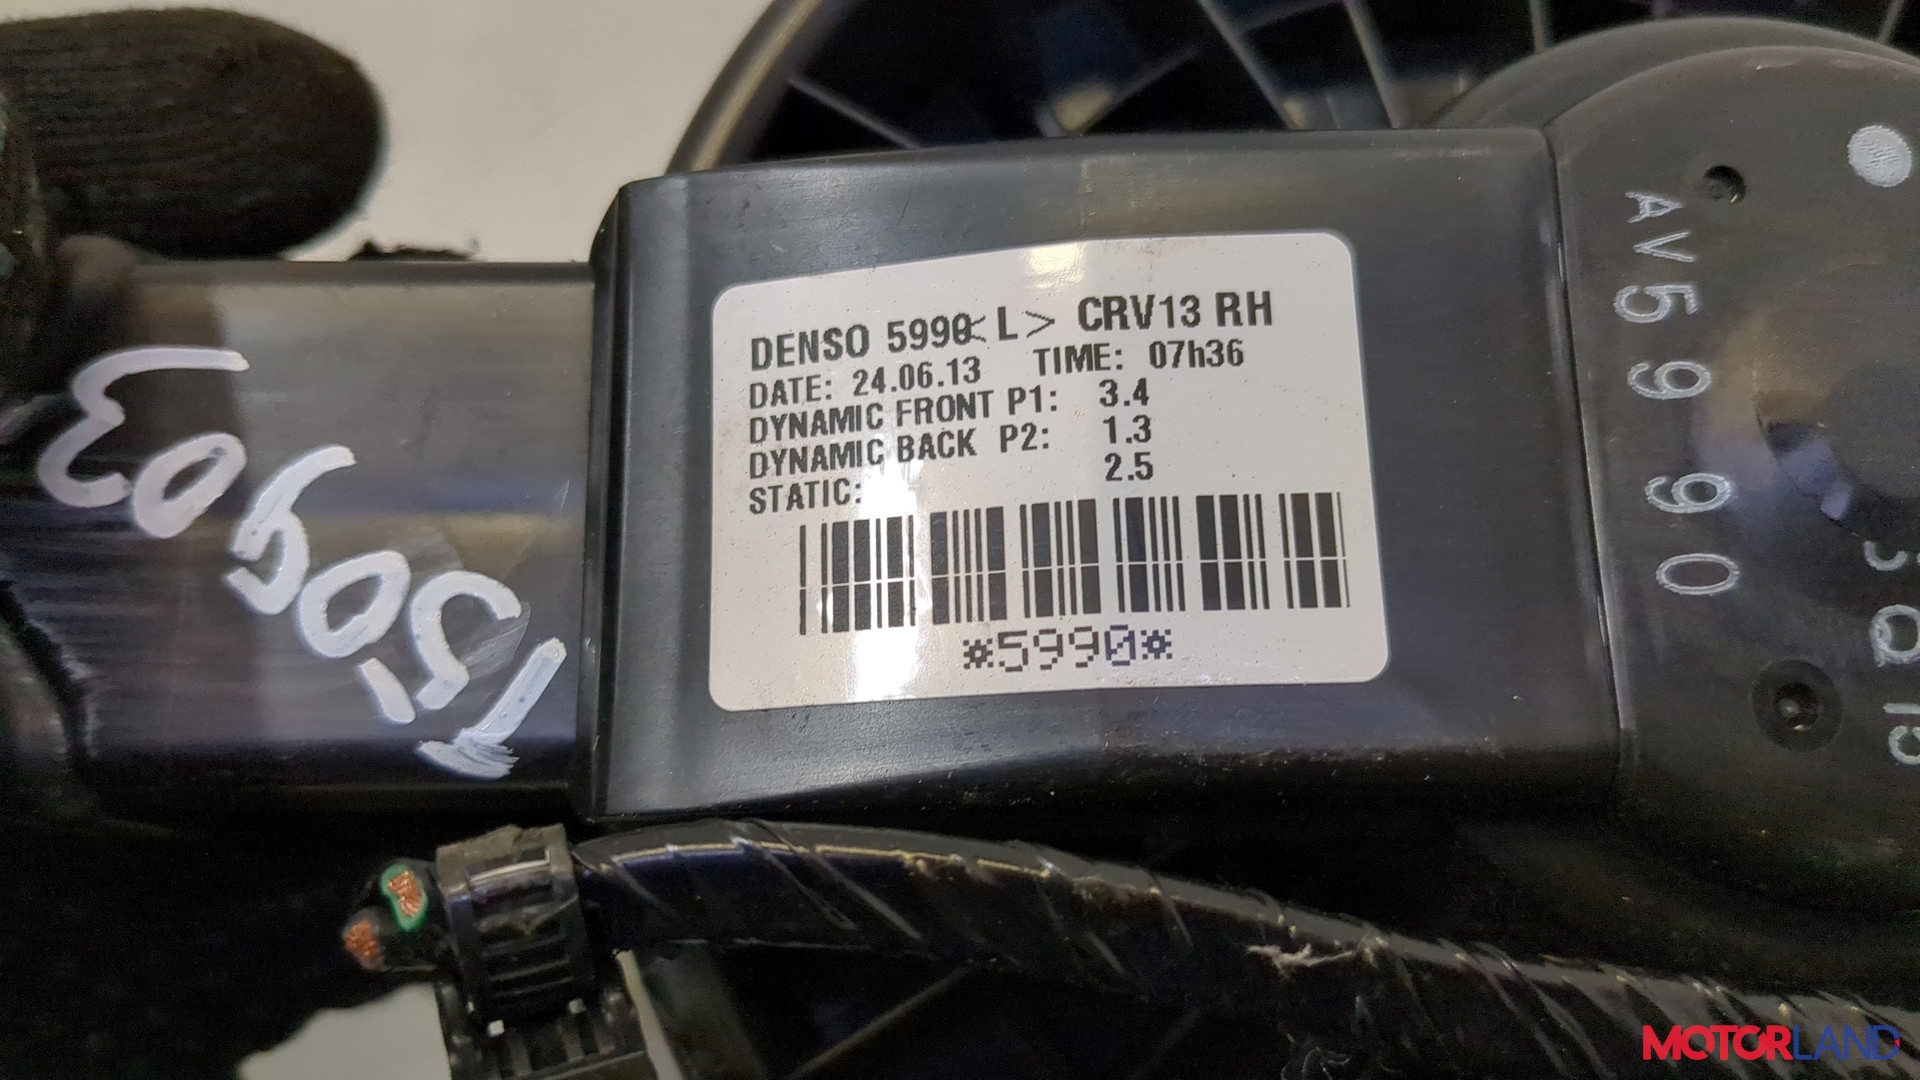 DENSO 5990 <L> CRV13 RH
DATE: 24.06.13 TIME: 07h36
DYNAMIC FRONT P1: 3.4
DYNAMIC BACK P2: 1.3
STATIC: 2.5
*5990*
AV5990
MOTORLAND